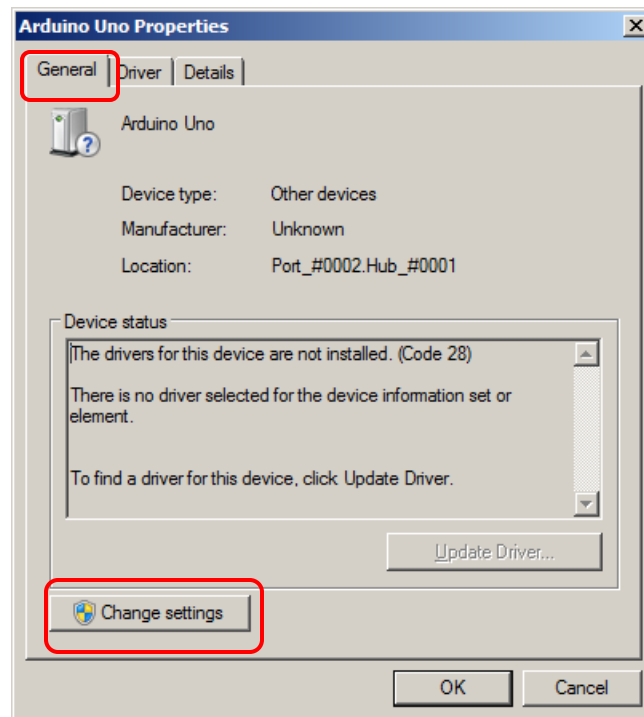 Arduino Uno Properties
General Driver Details
Arduino Uno
Device type: Other devices
Manufacturer: Unknown
Location: Port_#0002.Hub_#0001
Device status
The drivers for this device are not installed. (Code 28)
There is no driver selected for the device information set or
element.
To find a driver for this device, click Update Driver.
Update Driver...
Change settings
OK Cancel